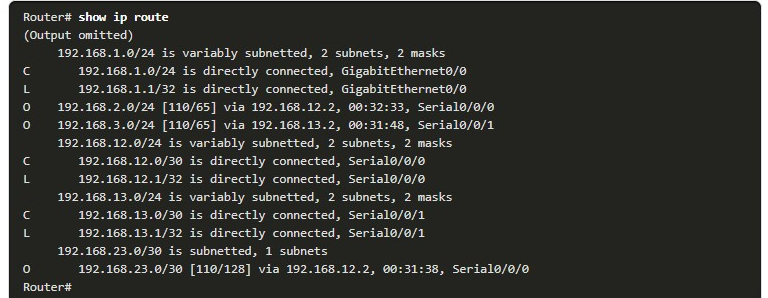 Router# show ip route
(Output omitted)
     192.168.1.0/24 is variably subnetted, 2 subnets, 2 masks
C       192.168.1.0/24 is directly connected, GigabitEthernet0/0
L       192.168.1.1/32 is directly connected, GigabitEthernet0/0
O    192.168.2.0/24 [110/65] via 192.168.12.2, 00:32:33, Serial0/0/0
O    192.168.3.0/24 [110/65] via 192.168.13.2, 00:31:48, Serial0/0/1
     192.168.12.0/24 is variably subnetted, 2 subnets, 2 masks
C       192.168.12.0/30 is directly connected, Serial0/0/0
L       192.168.12.1/32 is directly connected, Serial0/0/0
     192.168.13.0/24 is variably subnetted, 2 subnets, 2 masks
C       192.168.13.0/30 is directly connected, Serial0/0/1
L       192.168.13.1/32 is directly connected, Serial0/0/1
     192.168.23.0/30 is subnetted, 1 subnets
O       192.168.23.0/30 [110/128] via 192.168.12.2, 00:31:38, Serial0/0/0
Router#